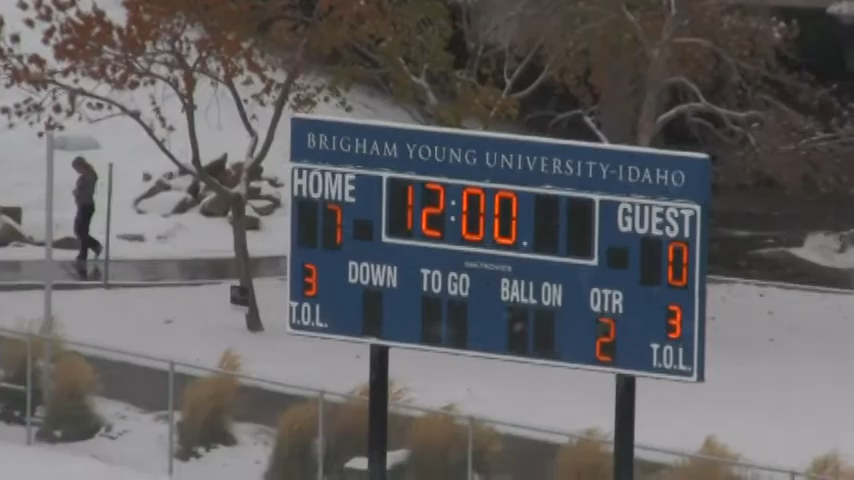 BRIGHAM YOUNG UNIVERSITY-IDAHO
HOME 12:00 GUEST
7 0
DOWN TO GO BALL ON QTR
3 2 3
T.O.L. T.O.L.